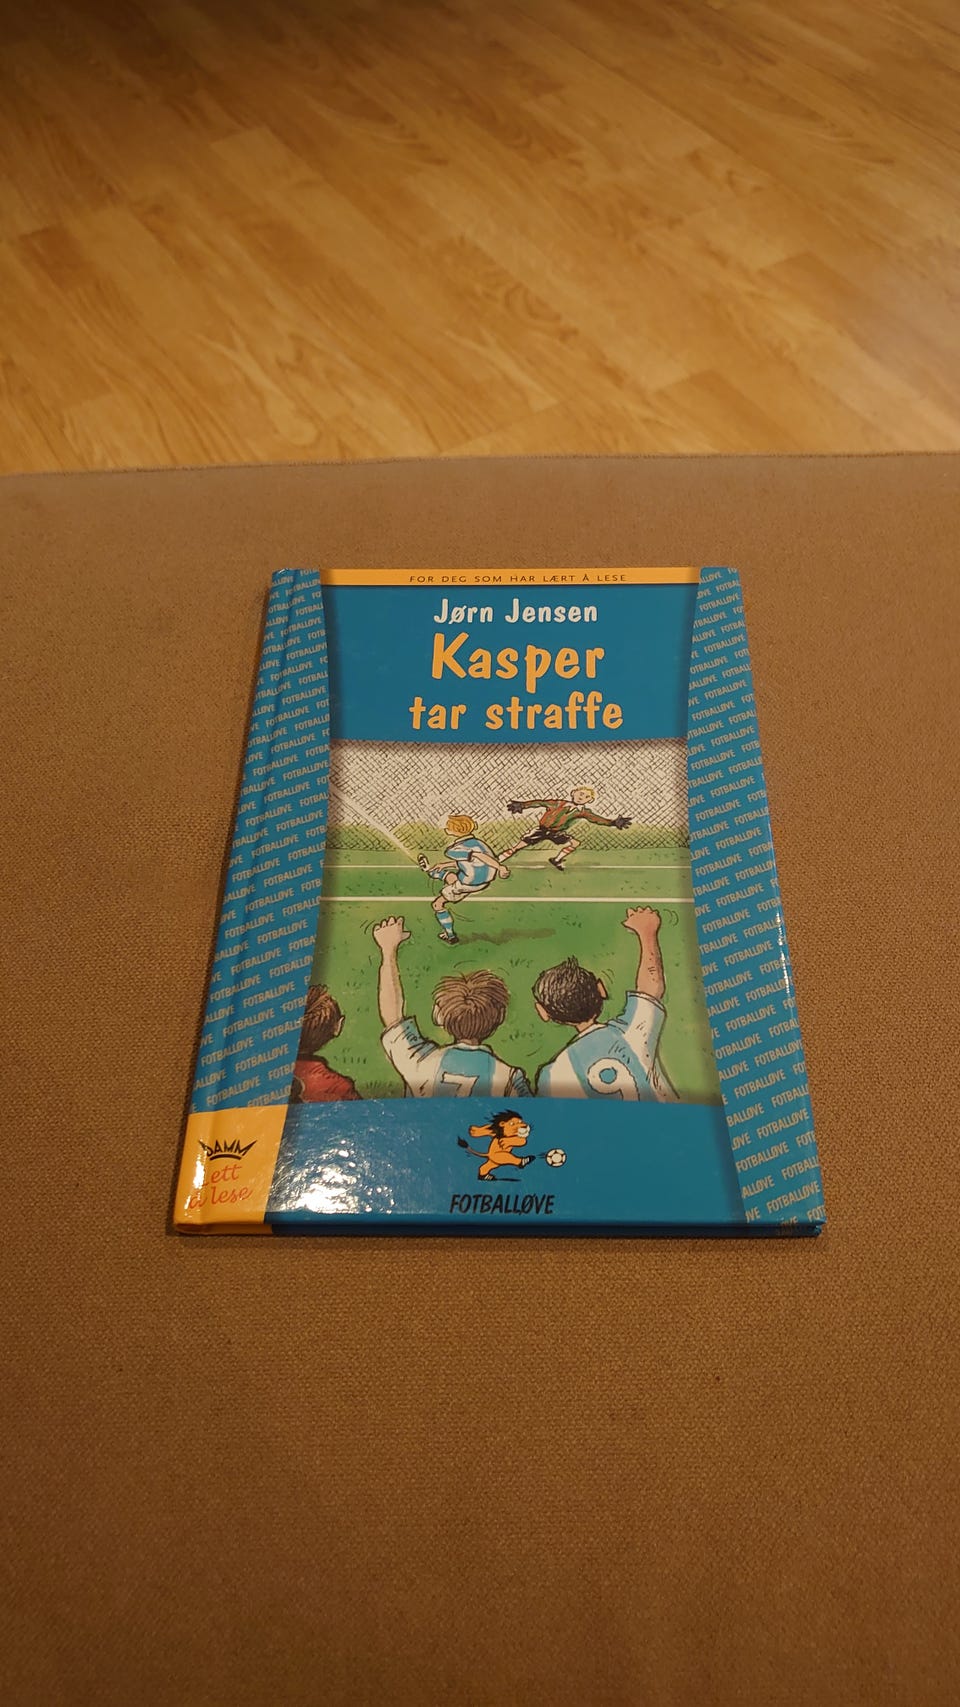 FOR DEG SOM HAR LÆRT Å LESE
Jørn Jensen
Kasper
tar straffe
7
9
DAMM
Lett
å lese
FOTBALLØVE